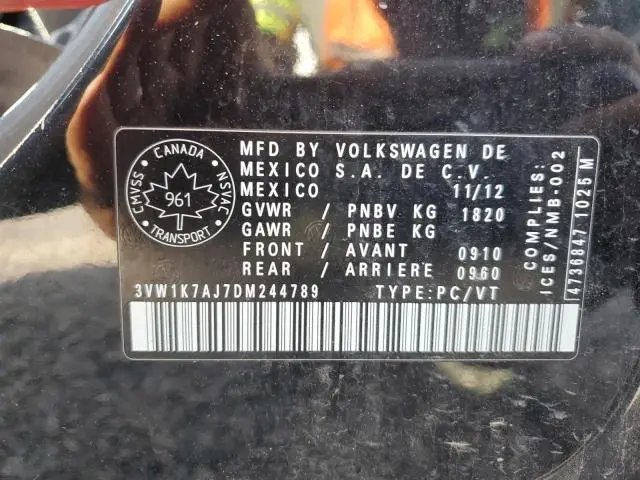 CANADA
CMVSS
NSVAC
961
TRANSPORT
MFD BY VOLKSWAGEN DE
MEXICO S.A. DE C.V.
MEXICO 11/12
GVWR / PNBV KG 1820
GAWR / PNBE KG
FRONT / AVANT 0910
REAR / ARRIERE 0960
3VW1K7AJ7DM244789 TYPE:PC/VT
COMPLIES:
ICES/NMB-002
4736847 1025 M